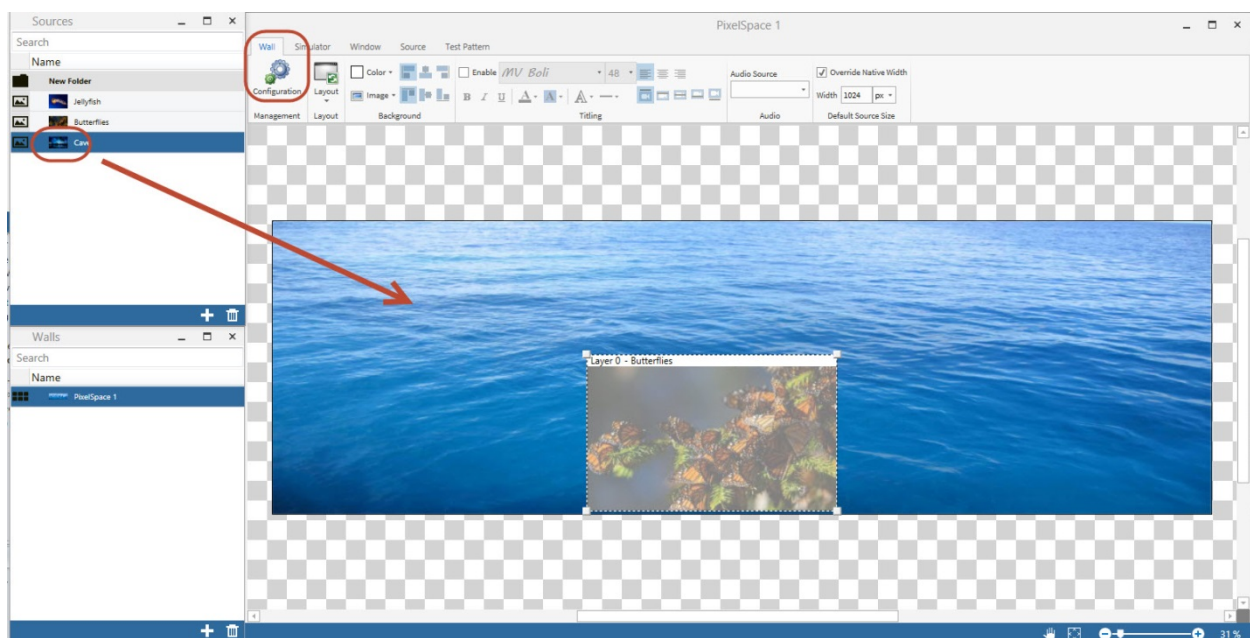 Sources
Search
Name
New Folder
Jellyfish
Butterflies
Cave
Walls
Search
Name
PixelSpace 1
PixelSpace 1
Wall Simulator Window Source Test Pattern
Color Enable MV Boli 48 Audio Source Override Native Width
Configuration Layout Image B I U A A A Width 1024 px
Management Layout Background Titling Audio Default Source Size
Layer 0 - Butterflies
31 %